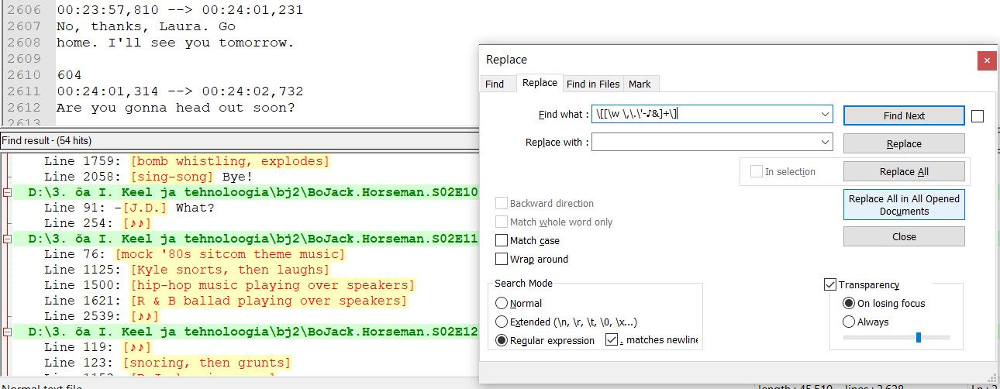 2606 00:23:57,810 --> 00:24:01,231
2607 No, thanks, Laura. Go
2608 home. I'll see you tomorrow.
2609
2610 604
2611 00:24:01,314 --> 00:24:02,732
2612 Are you gonna head out soon?
2613
Find result - (54 hits)
Line 1759: [bomb whistling, explodes]
Line 2058: [sing-song] Bye!
D:\3. õa I. Keel ja tehnoloogia\bj2\BoJack.Horseman.S02E10
Line 91: -[J.D.] What?
Line 254: [♪♪]
D:\3. õa I. Keel ja tehnoloogia\bj2\BoJack.Horseman.S02E11
Line 76: [mock '80s sitcom theme music]
Line 1125: [Kyle snorts, then laughs]
Line 1500: [hip-hop music playing over speakers]
Line 1621: [R & B ballad playing over speakers]
Line 2539: [♪♪]
D:\3. õa I. Keel ja tehnoloogia\bj2\BoJack.Horseman.S02E12
Line 119: [♪♪]
Line 123: [snoring, then grunts]
Normal text file
length : 45,510 lines : 2,628
Ln : 2
Replace
Find Replace Find in Files Mark
Find what : \[[\w \,\.\'-♪&]+\]
Find Next
Replace with :
Replace
In selection
Replace All
Replace All in All Opened
Documents
Close
Backward direction
Match whole word only
Match case
Wrap around
Search Mode
Normal
Extended (\n, \r, \t, \0, \x...)
Regular expression
. matches newline
Transparency
On losing focus
Always